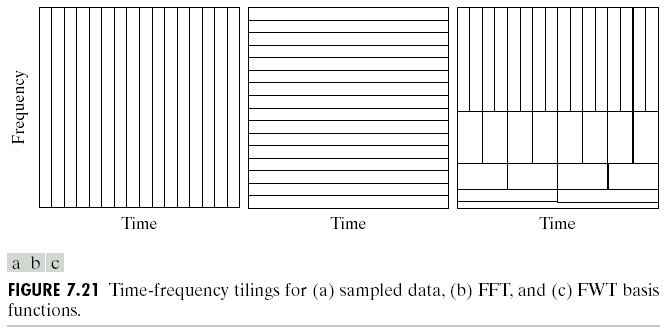 Frequency
Time
Time
Time
a b c
FIGURE 7.21 Time-frequency tilings for (a) sampled data, (b) FFT, and (c) FWT basis
functions.